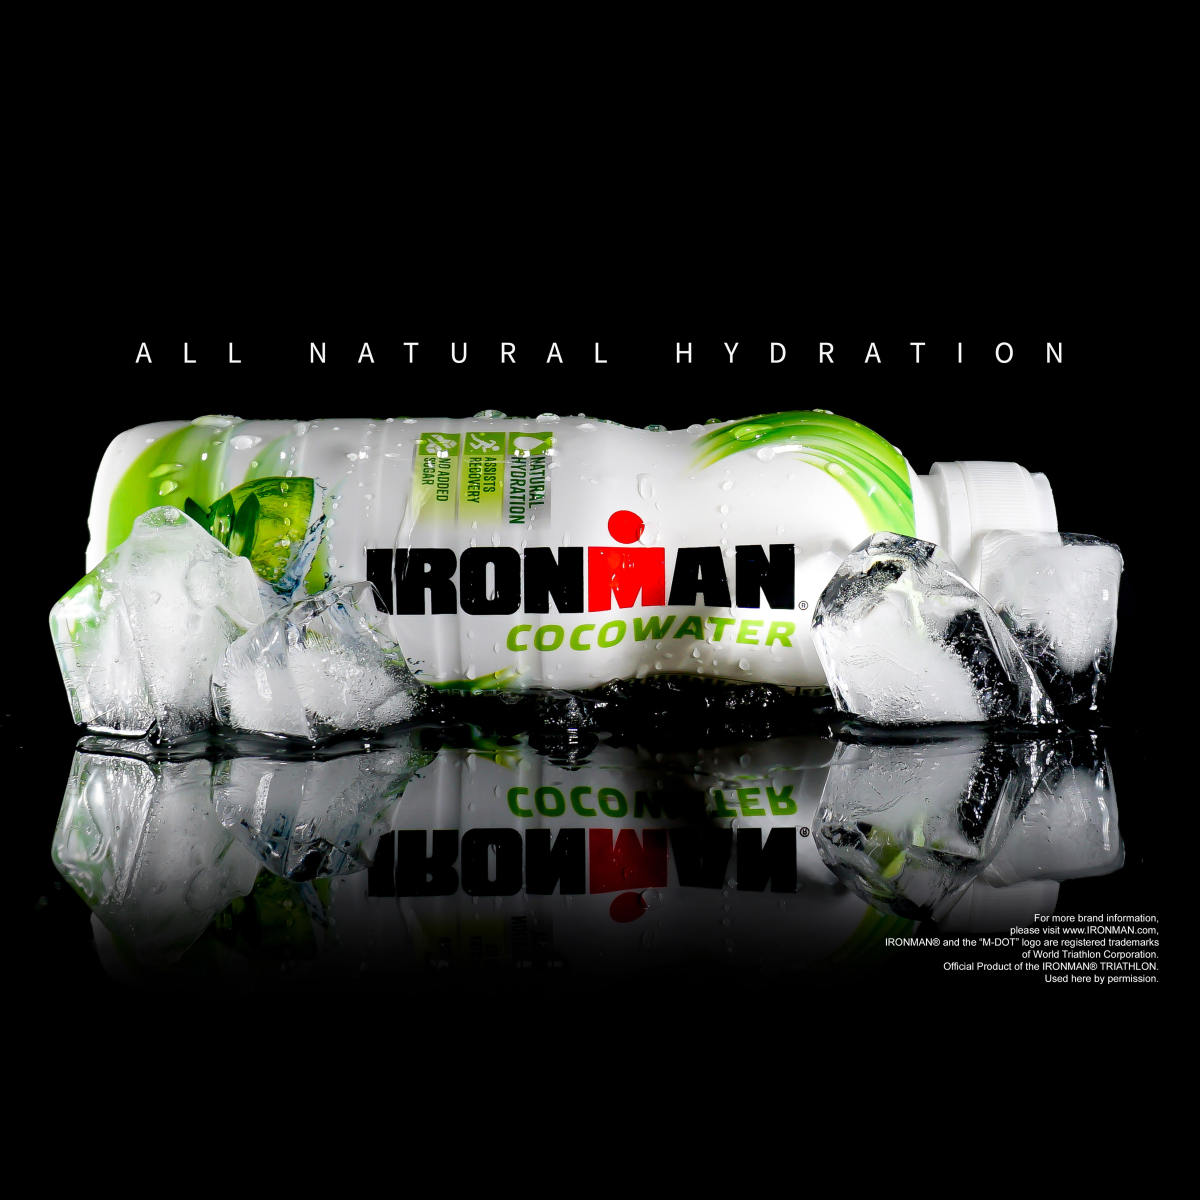 ALL NATURAL HYDRATION
NATURAL
HYDRATION
ASSISTS
RECOVERY
NO ADDED
SUGAR
IRONMAN®
COCOWATER
For more brand information,
please visit www.IRONMAN.com,
IRONMAN® and the “M-DOT” logo are registered trademarks
of World Triathlon Corporation.
Official Product of the IRONMAN® TRIATHLON.
Used here by permission.